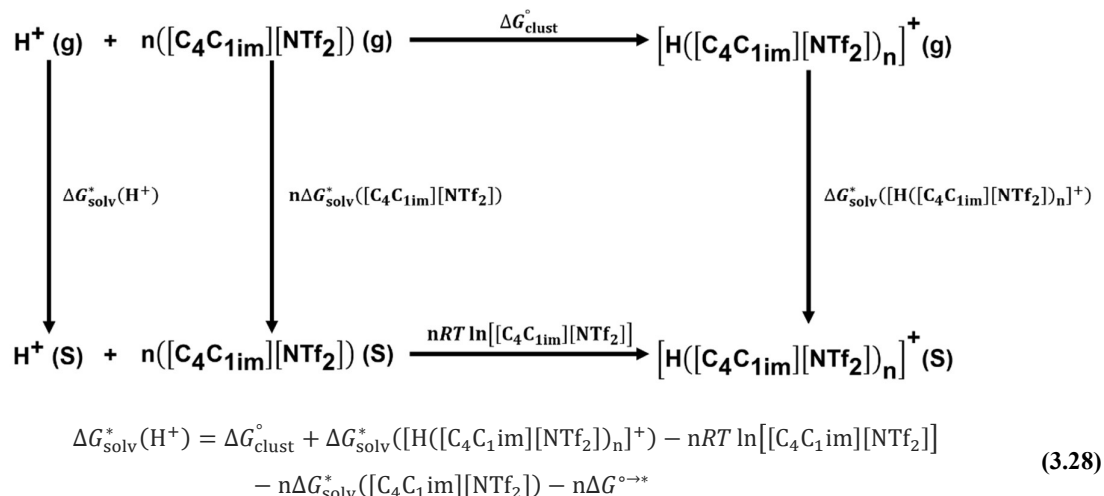 ΔG°clust
H⁺ (g) + n([C₄C₁im][NTf₂]) (g) [H([C₄C₁im][NTf₂])ₙ]⁺(g)
ΔG*solv(H⁺) nΔG*solv([C₄C₁im][NTf₂]) ΔG*solv([H([C₄C₁im][NTf₂])ₙ]⁺)
nRT ln[[C₄C₁im][NTf₂]]
H⁺ (S) + n([C₄C₁im][NTf₂]) (S) [H([C₄C₁im][NTf₂])ₙ]⁺(S)
ΔG*solv(H⁺) = ΔG°clust + ΔG*solv([H([C₄C₁im][NTf₂])ₙ]⁺) − nRT ln[[C₄C₁im][NTf₂]]
− nΔG*solv([C₄C₁im][NTf₂]) − nΔG°→*
(3.28)